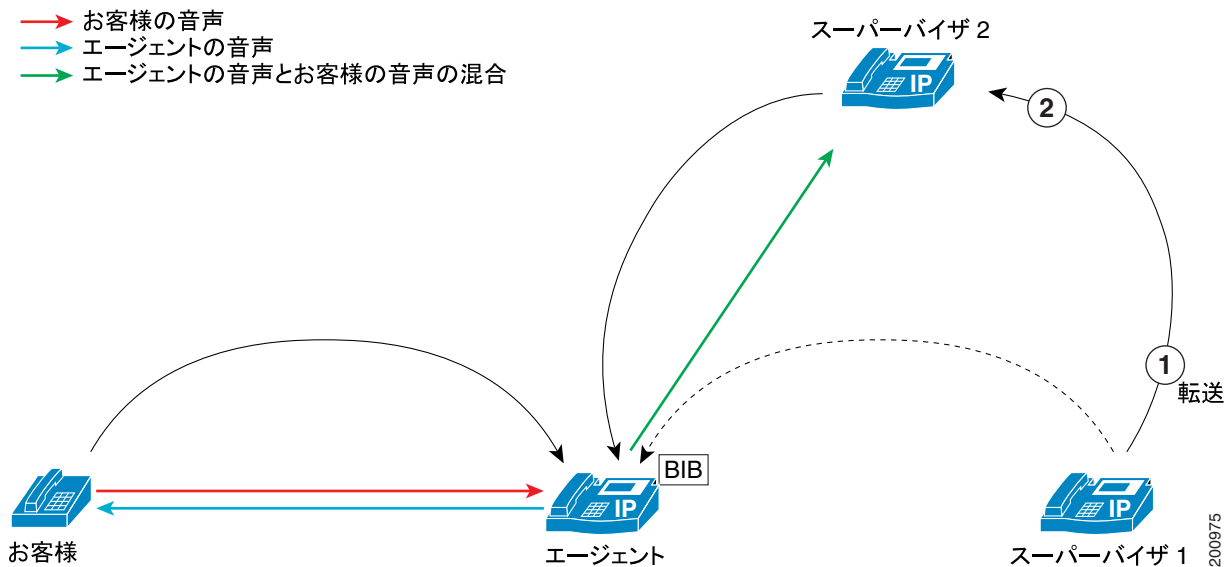 お客様の音声
エージェントの音声
エージェントの音声とお客様の音声の混合
スーパーバイザ 2
IP
2
1
転送
BIB
IP
IP
お客様
エージェント
スーパーバイザ 1
200975